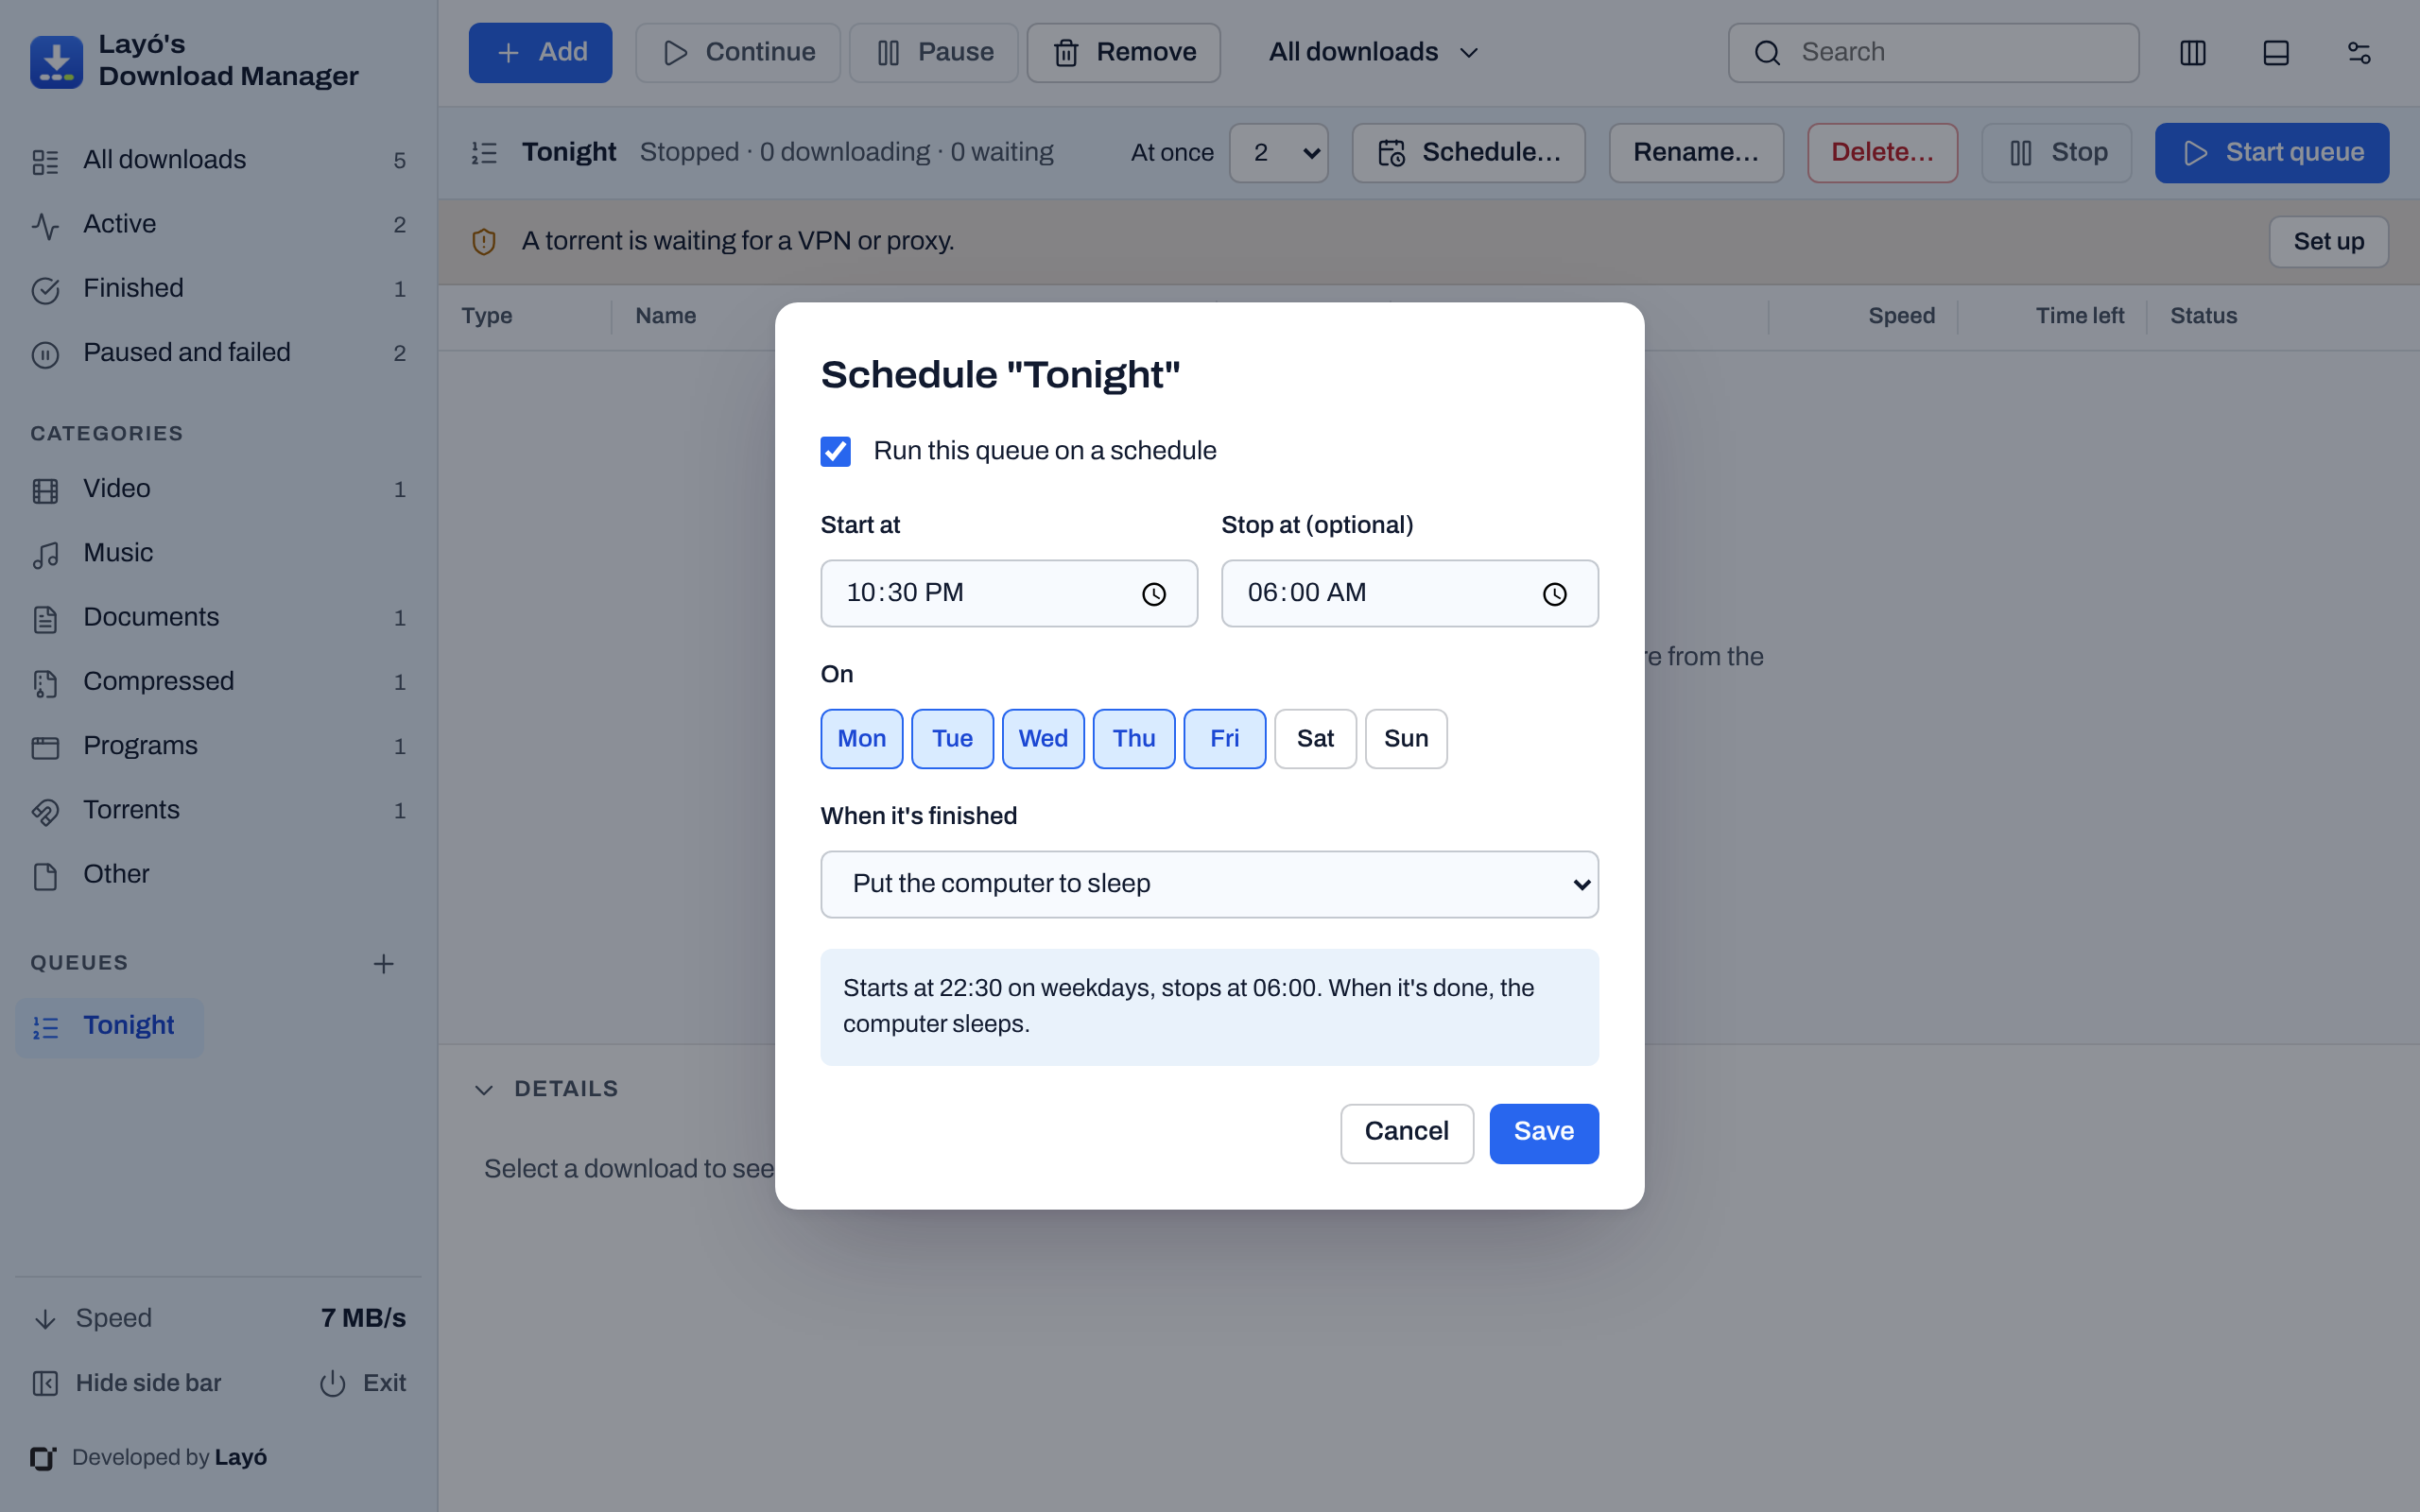 Layó's
Download Manager
All downloads 5
Active 2
Finished 1
Paused and failed 2
CATEGORIES
Video 1
Music
Documents 1
Compressed 1
Programs 1
Torrents 1
Other
QUEUES
Tonight
Speed 7 MB/s
Hide side bar Exit
Developed by Layó
Add Continue Pause Remove All downloads Search
Tonight Stopped · 0 downloading · 0 waiting At once 2 Schedule... Rename... Delete... Stop Start queue
A torrent is waiting for a VPN or proxy. Set up
Type Name Speed Time left Status
from the
DETAILS
Select a download to see
Schedule "Tonight"
Run this queue on a schedule
Start at Stop at (optional)
10:30 PM 06:00 AM
On
Mon Tue Wed Thu Fri Sat Sun
When it's finished
Put the computer to sleep
Starts at 22:30 on weekdays, stops at 06:00. When it's done, the
computer sleeps.
Cancel Save